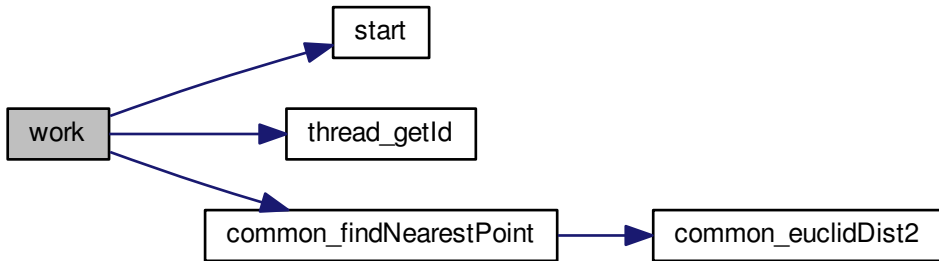 start
work
thread_getId
common_findNearestPoint
common_euclidDist2